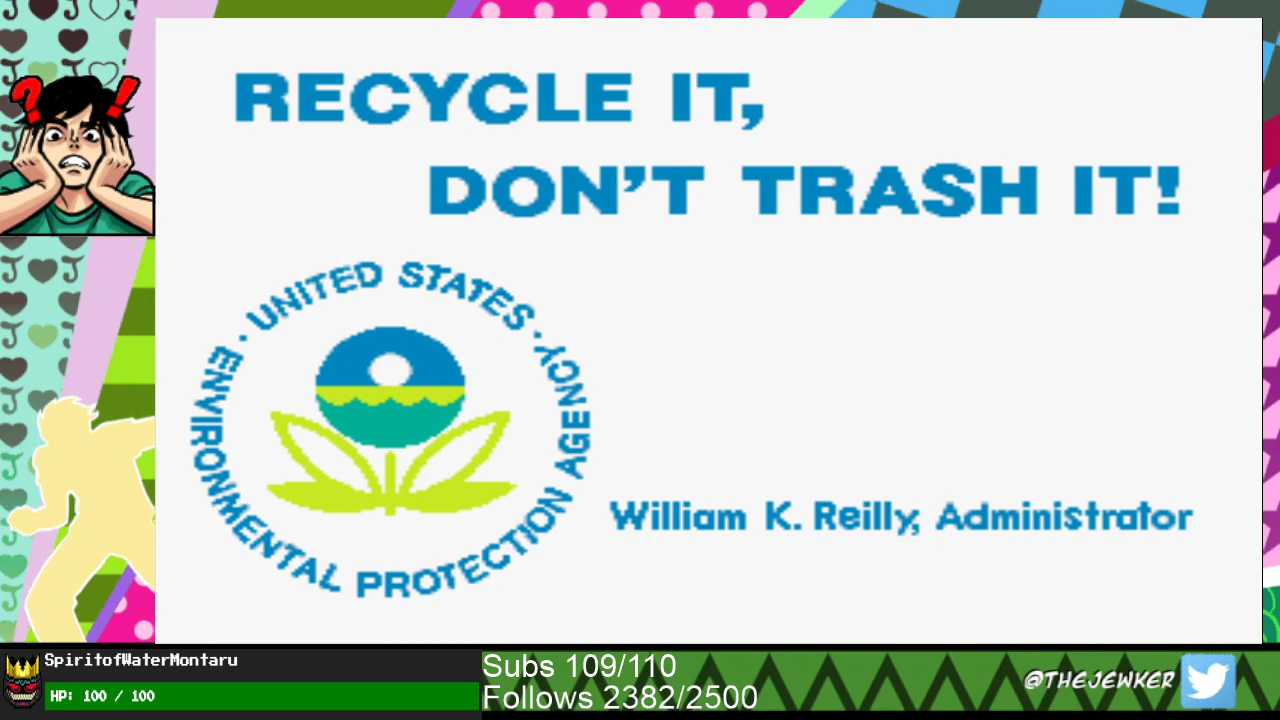 RECYCLE IT,
DON'T TRASH IT!
· UNITED STATES ·
ENVIRONMENTAL PROTECTION AGENCY
William K. Reilly, Administrator
SpiritofWaterMontaru
HP: 100 / 100
Subs 109/110
Follows 2382/2500
@THEJEWKER